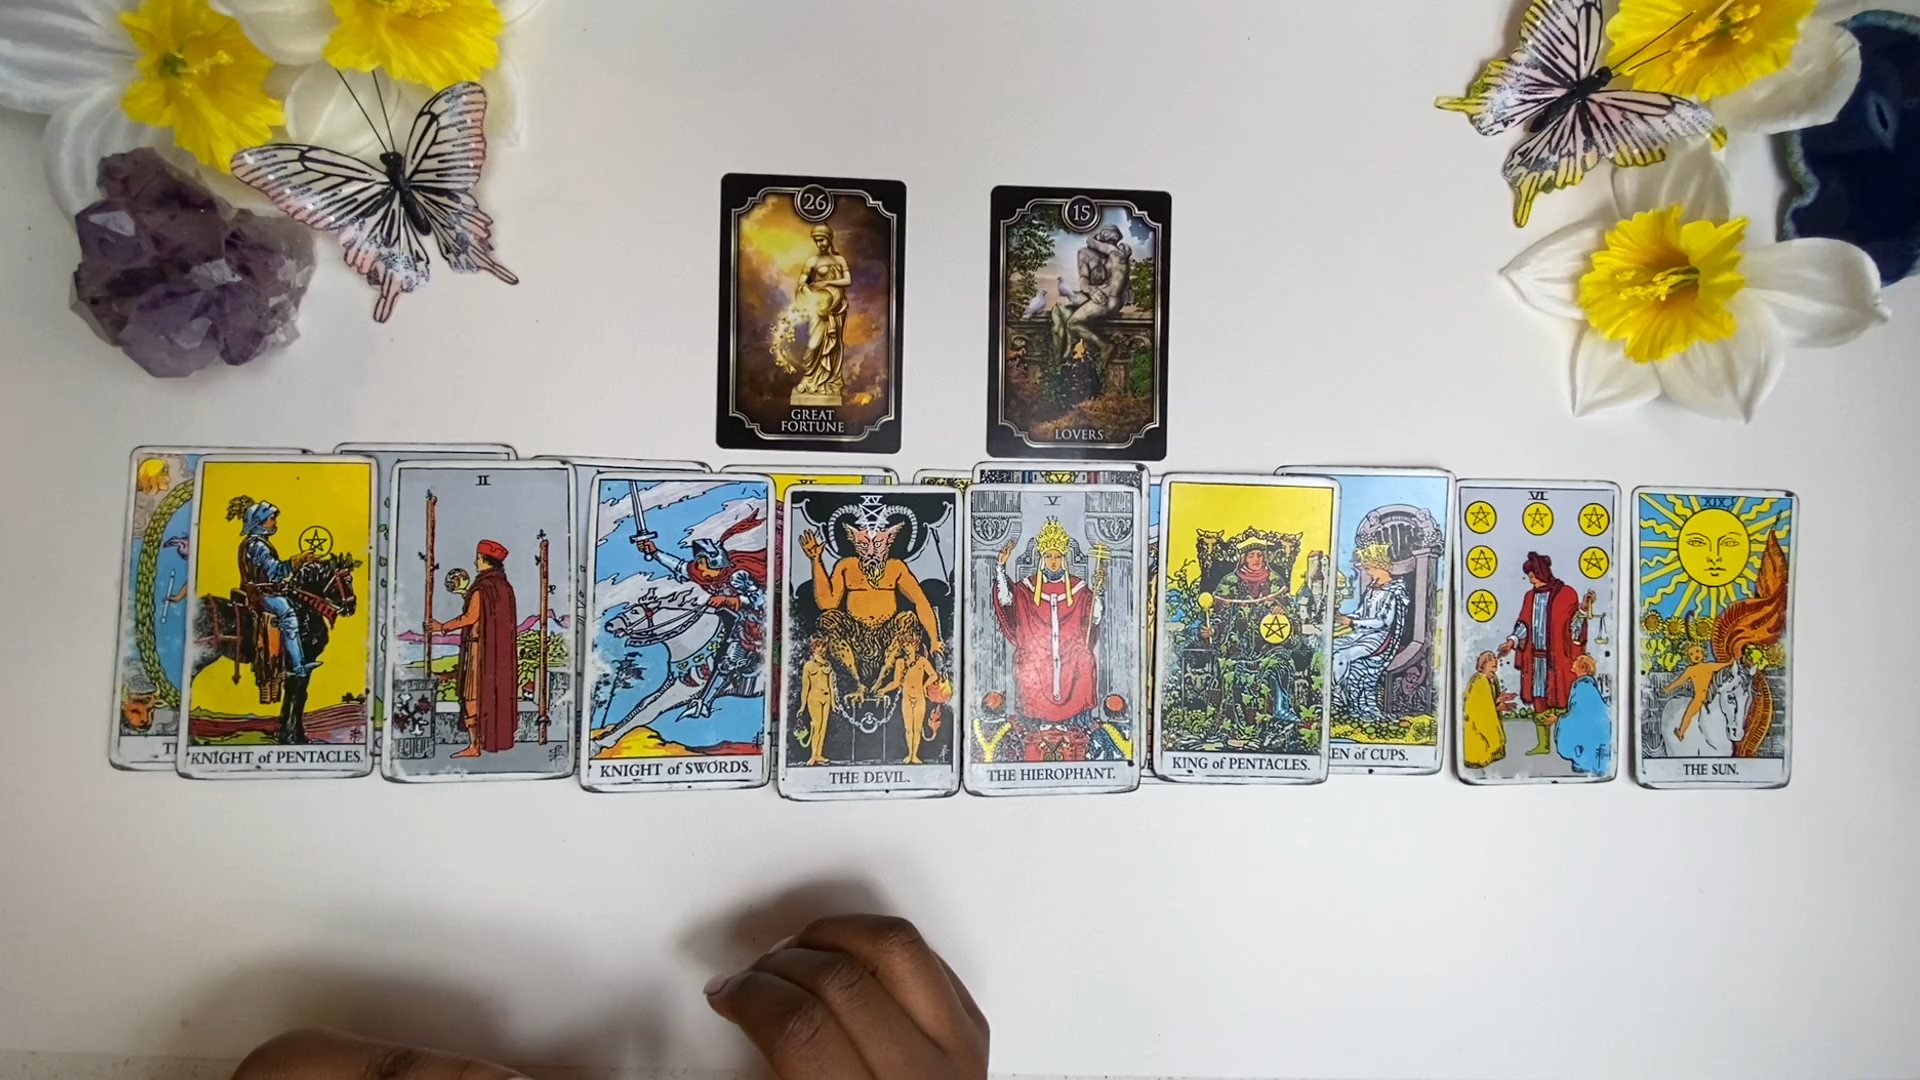 26
GREAT
FORTUNE
15
LOVERS
KNIGHT of PENTACLES.
II
KNIGHT of SWORDS.
XV
THE DEVIL.
V
THE HIEROPHANT.
KING of PENTACLES.
EN of CUPS.
VI
XIX
THE SUN.